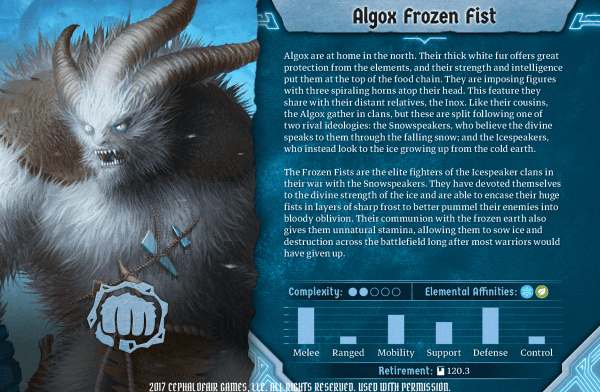 Algox Frozen Fist
Algox are at home in the north. Their thick white fur offers great
protection from the elements, and their strength and intelligence
put them at the top of the food chain. They are imposing figures
with three spiraling horns atop their head. This feature they
share with their distant relatives, the Inox. Like their cousins,
the Algox gather in clans, but these are split following one of
two rival ideologies: the Snowspeakers, who believe the divine
speaks to them through the falling snow; and the Icespeakers,
who instead look to the ice growing up from the cold earth.
The Frozen Fists are the elite fighters of the Icespeaker clans in
their war with the Snowspeakers. They have devoted themselves
to the divine strength of the ice and are able to encase their huge
fists in layers of sharp frost to better pummel their enemies into
bloody oblivion. Their communion with the frozen earth also
gives them unnatural stamina, allowing them to sow ice and
destruction across the battlefield long after most warriors would
have given up.
Complexity: Elemental Affinities:
Melee Ranged Mobility Support Defense Control
Retirement: 120.3
2017 CEPHALOFAIR GAMES, LLC. ALL RIGHTS RESERVED. USED WITH PERMISSION.